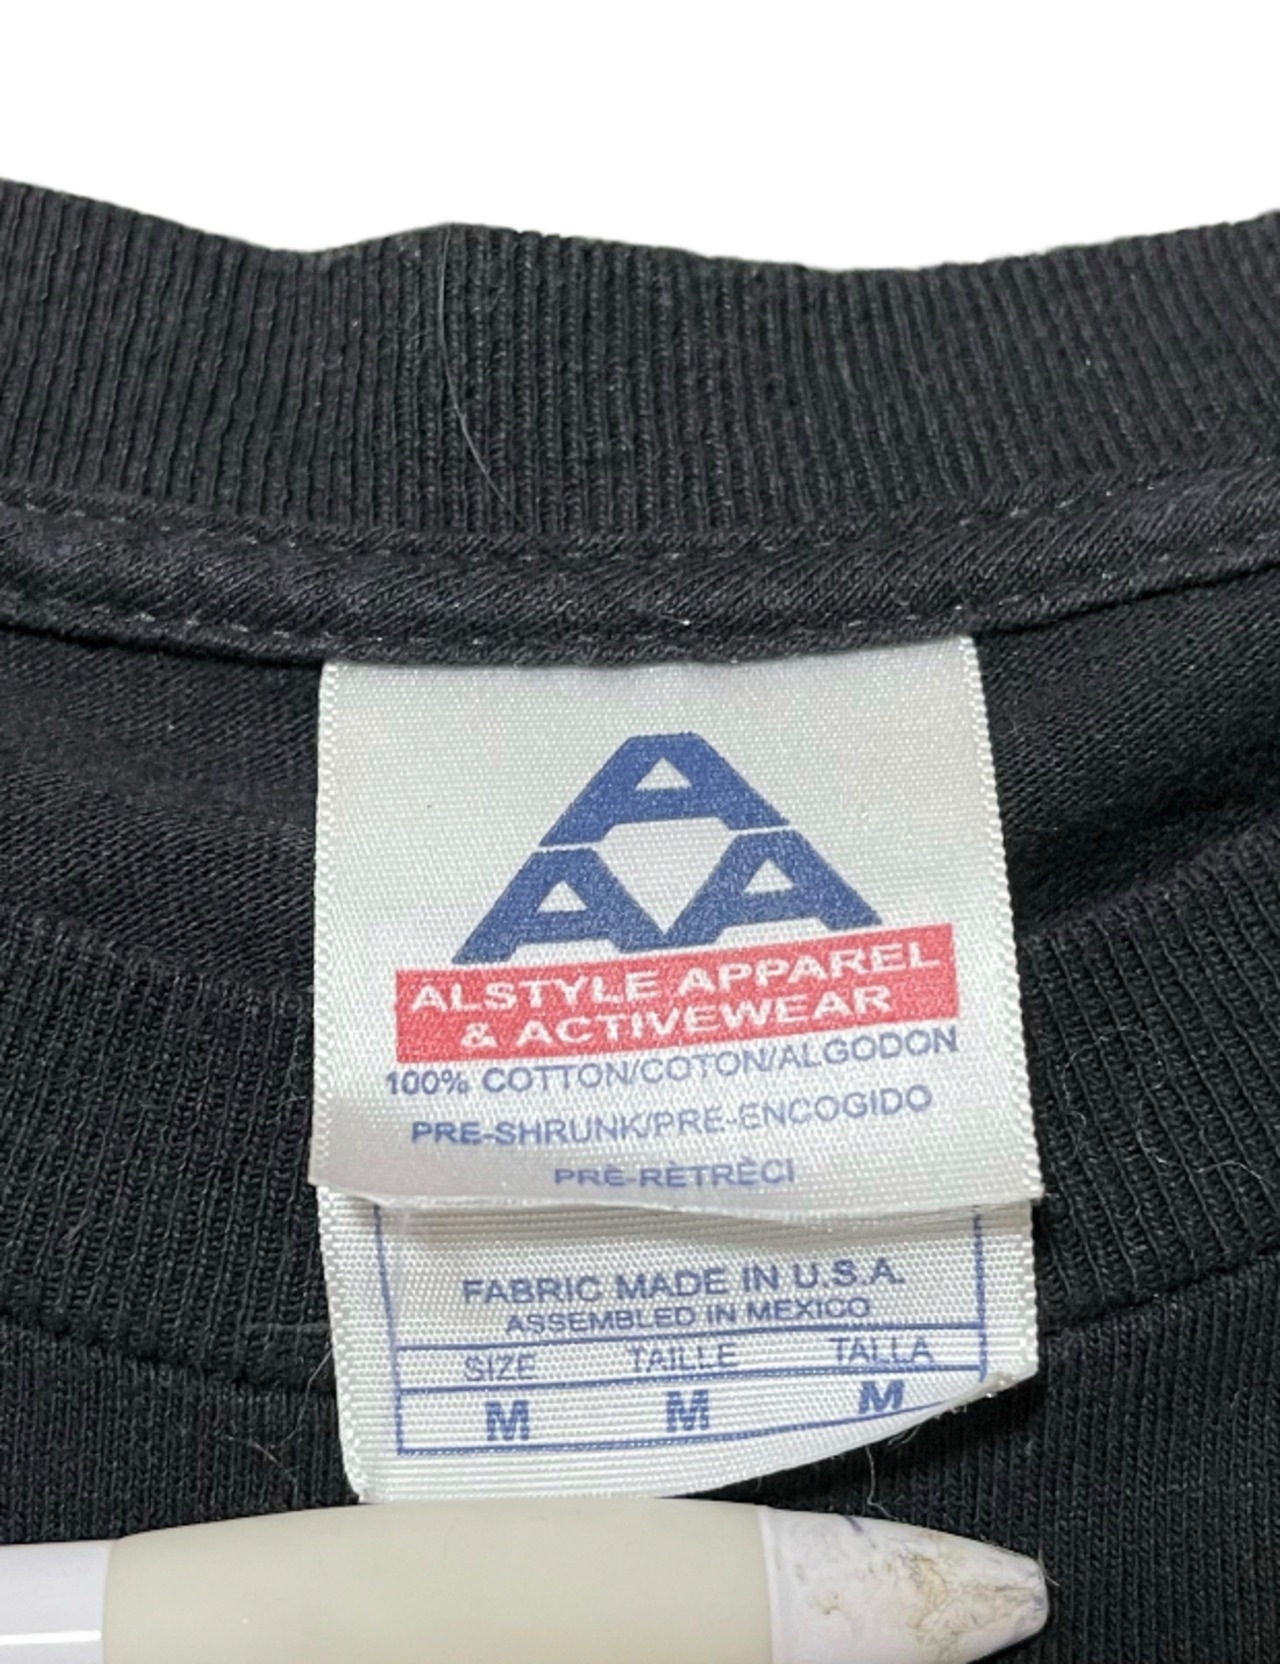 A
AA
ALSTYLE APPAREL
& ACTIVEWEAR
100% COTTON/COTON/ALGODON
PRE-SHRUNK/PRE-ENCOGIDO
PRÈ-RÈTRÈCI
FABRIC MADE IN U.S.A.
ASSEMBLED IN MEXICO
SIZE TAILLE TALLA
M M M